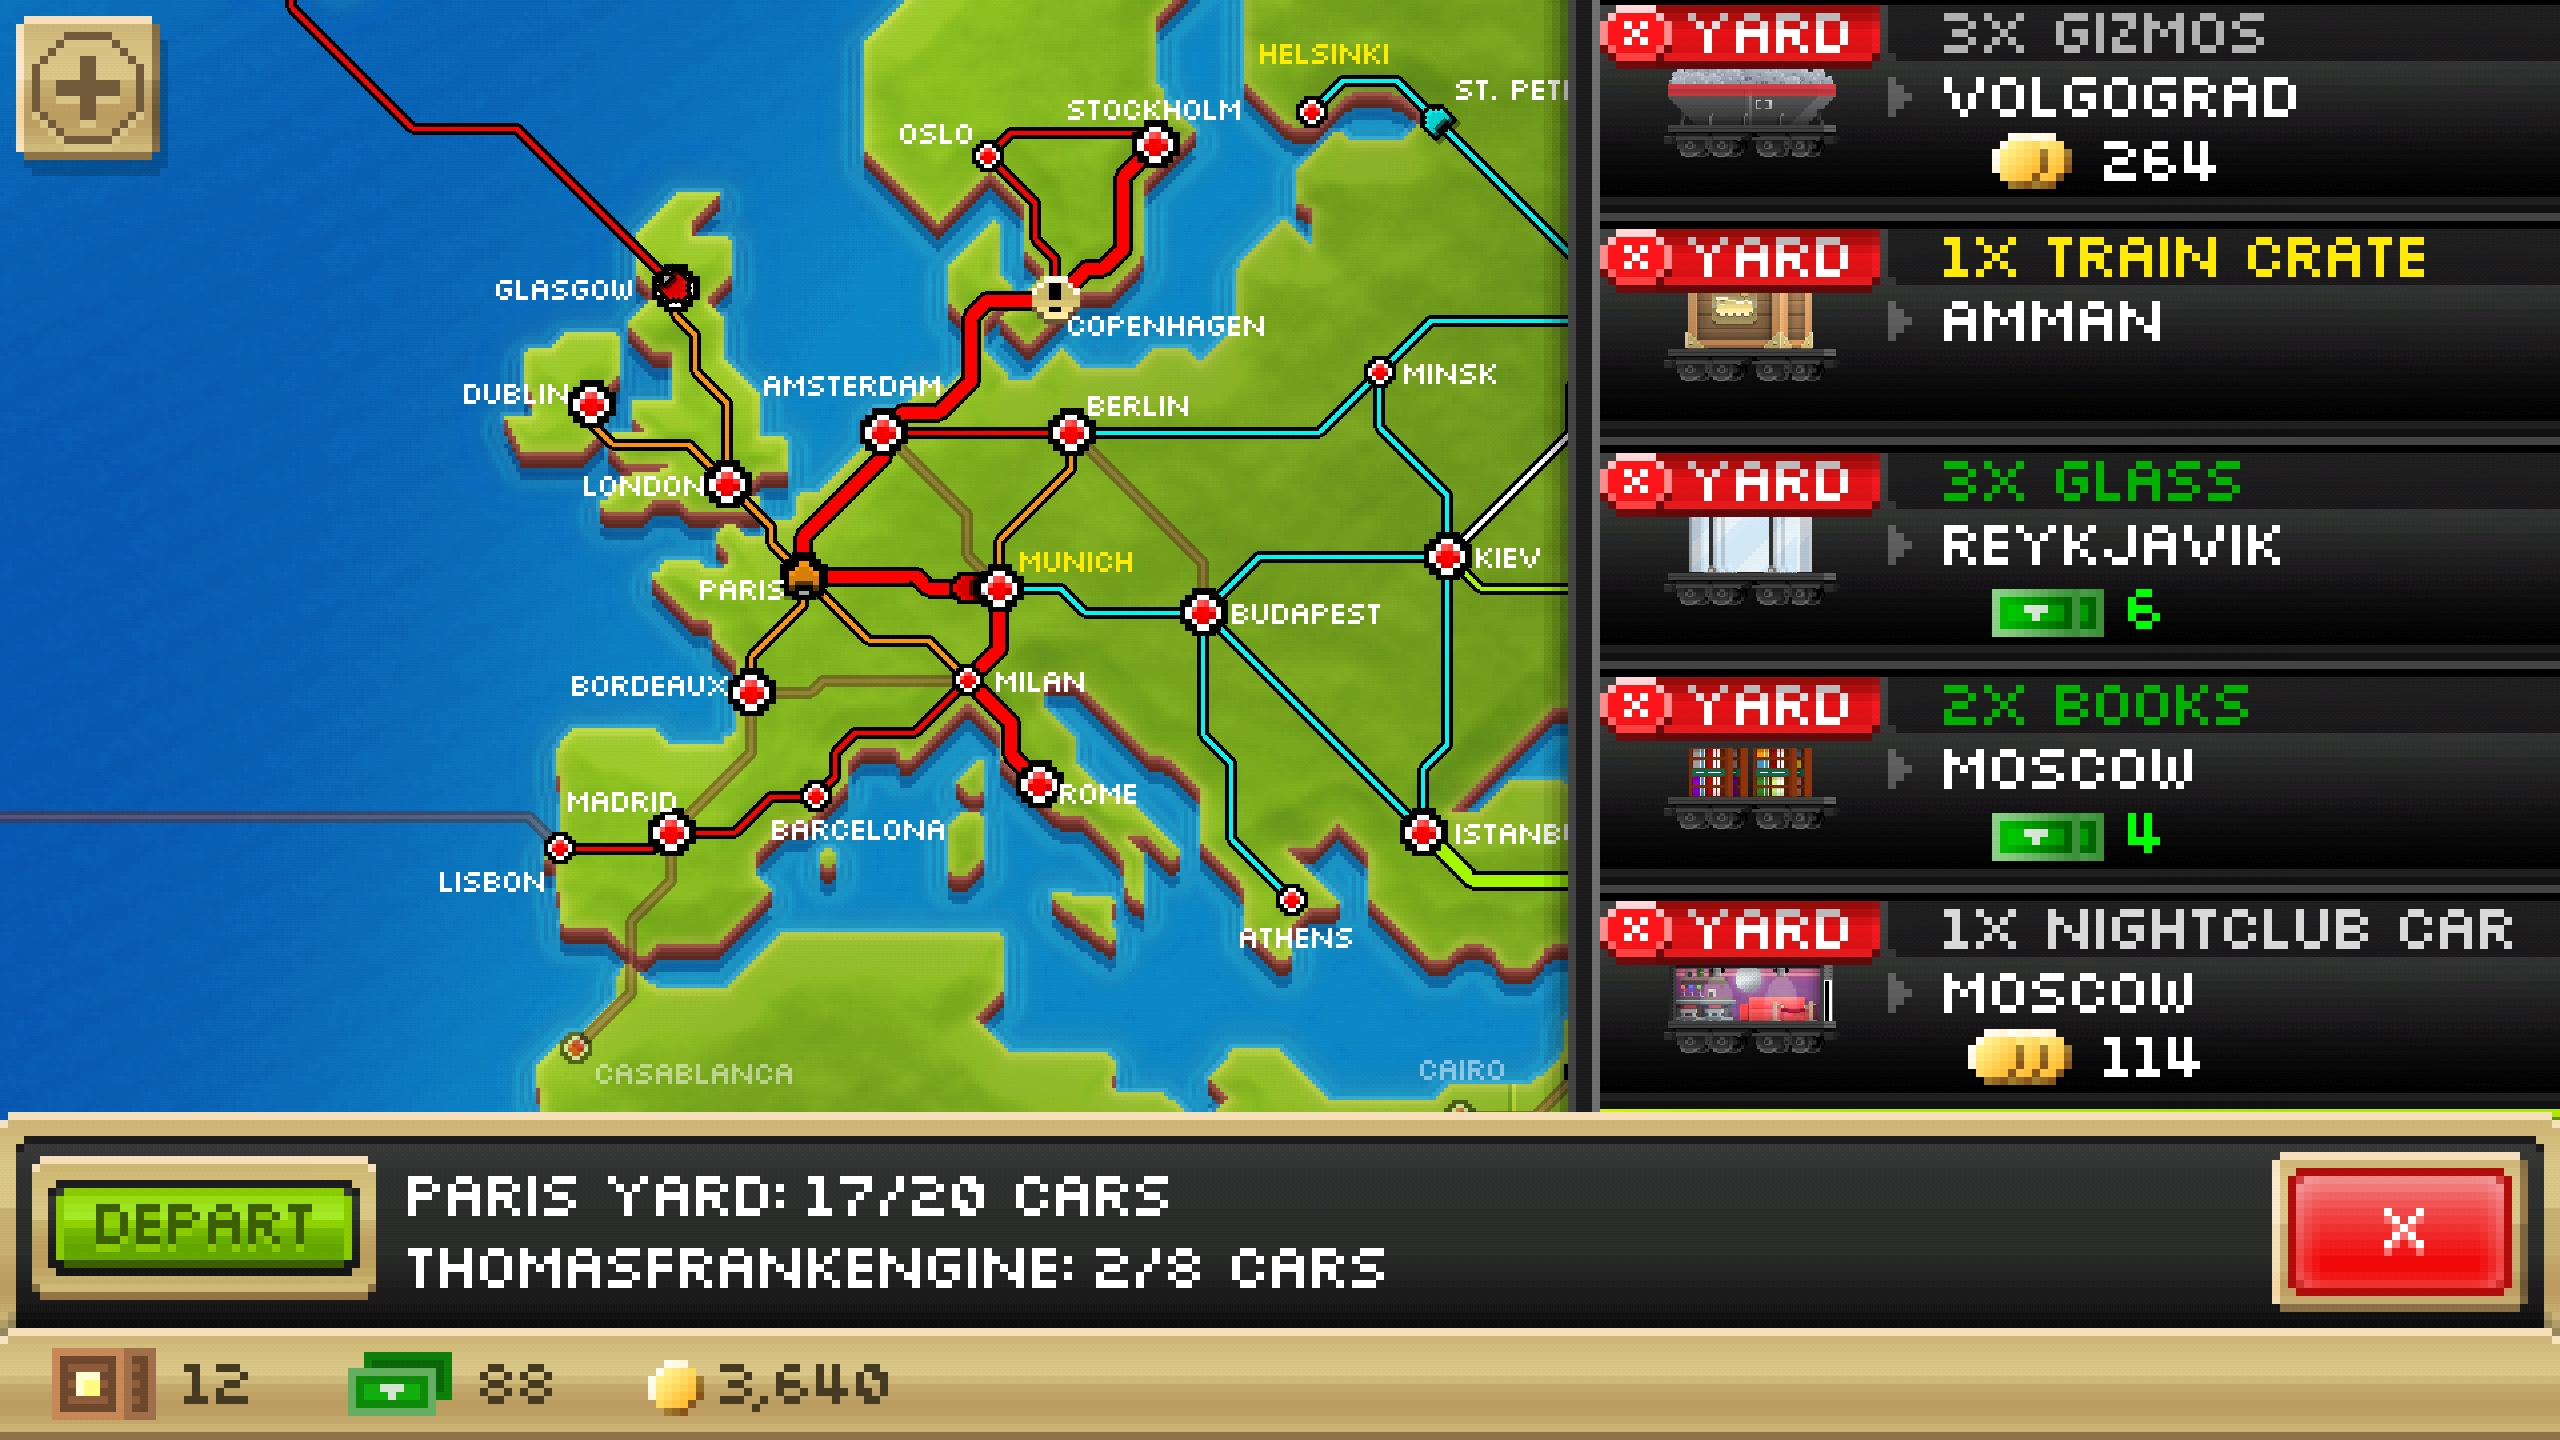 HELSINKI
ST. PET
STOCKHOLM
OSLO
GLASGOW
COPENHAGEN
DUBLIN
AMSTERDAM
MINSK
BERLIN
LONDON
MUNICH
KIEV
PARIS
BUDAPEST
BORDEAUX
MILAN
MADRID
ROME
BARCELONA
ISTANB
LISBON
ATHENS
CASABLANCA
CAIRO
X YARD 3X GIZMOS
VOLGOGRAD
264
X YARD 1X TRAIN CRATE
AMMAN
X YARD 3X GLASS
REYKJAVIK
6
X YARD 2X BOOKS
MOSCOW
4
X YARD 1X NIGHTCLUB CAR
MOSCOW
114
DEPART
PARIS YARD: 17/20 CARS
THOMASFRANKENGINE: 2/8 CARS
X
12 88 3,640